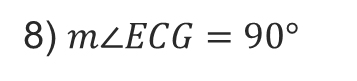 8) m∠ECG = 90°